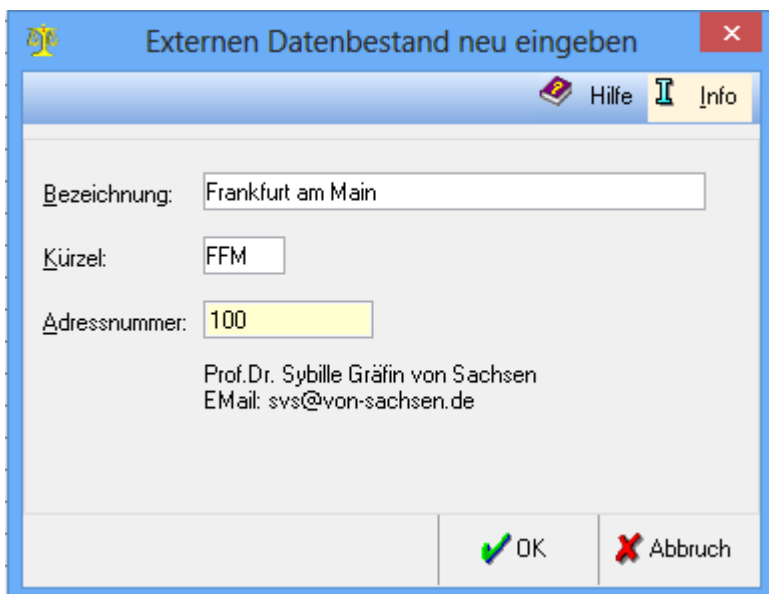 Externen Datenbestand neu eingeben
Hilfe Info
Bezeichnung: Frankfurt am Main
Kürzel: FFM
Adressnummer: 100
Prof.Dr. Sybille Gräfin von Sachsen
EMail: svs@von-sachsen.de
OK Abbruch